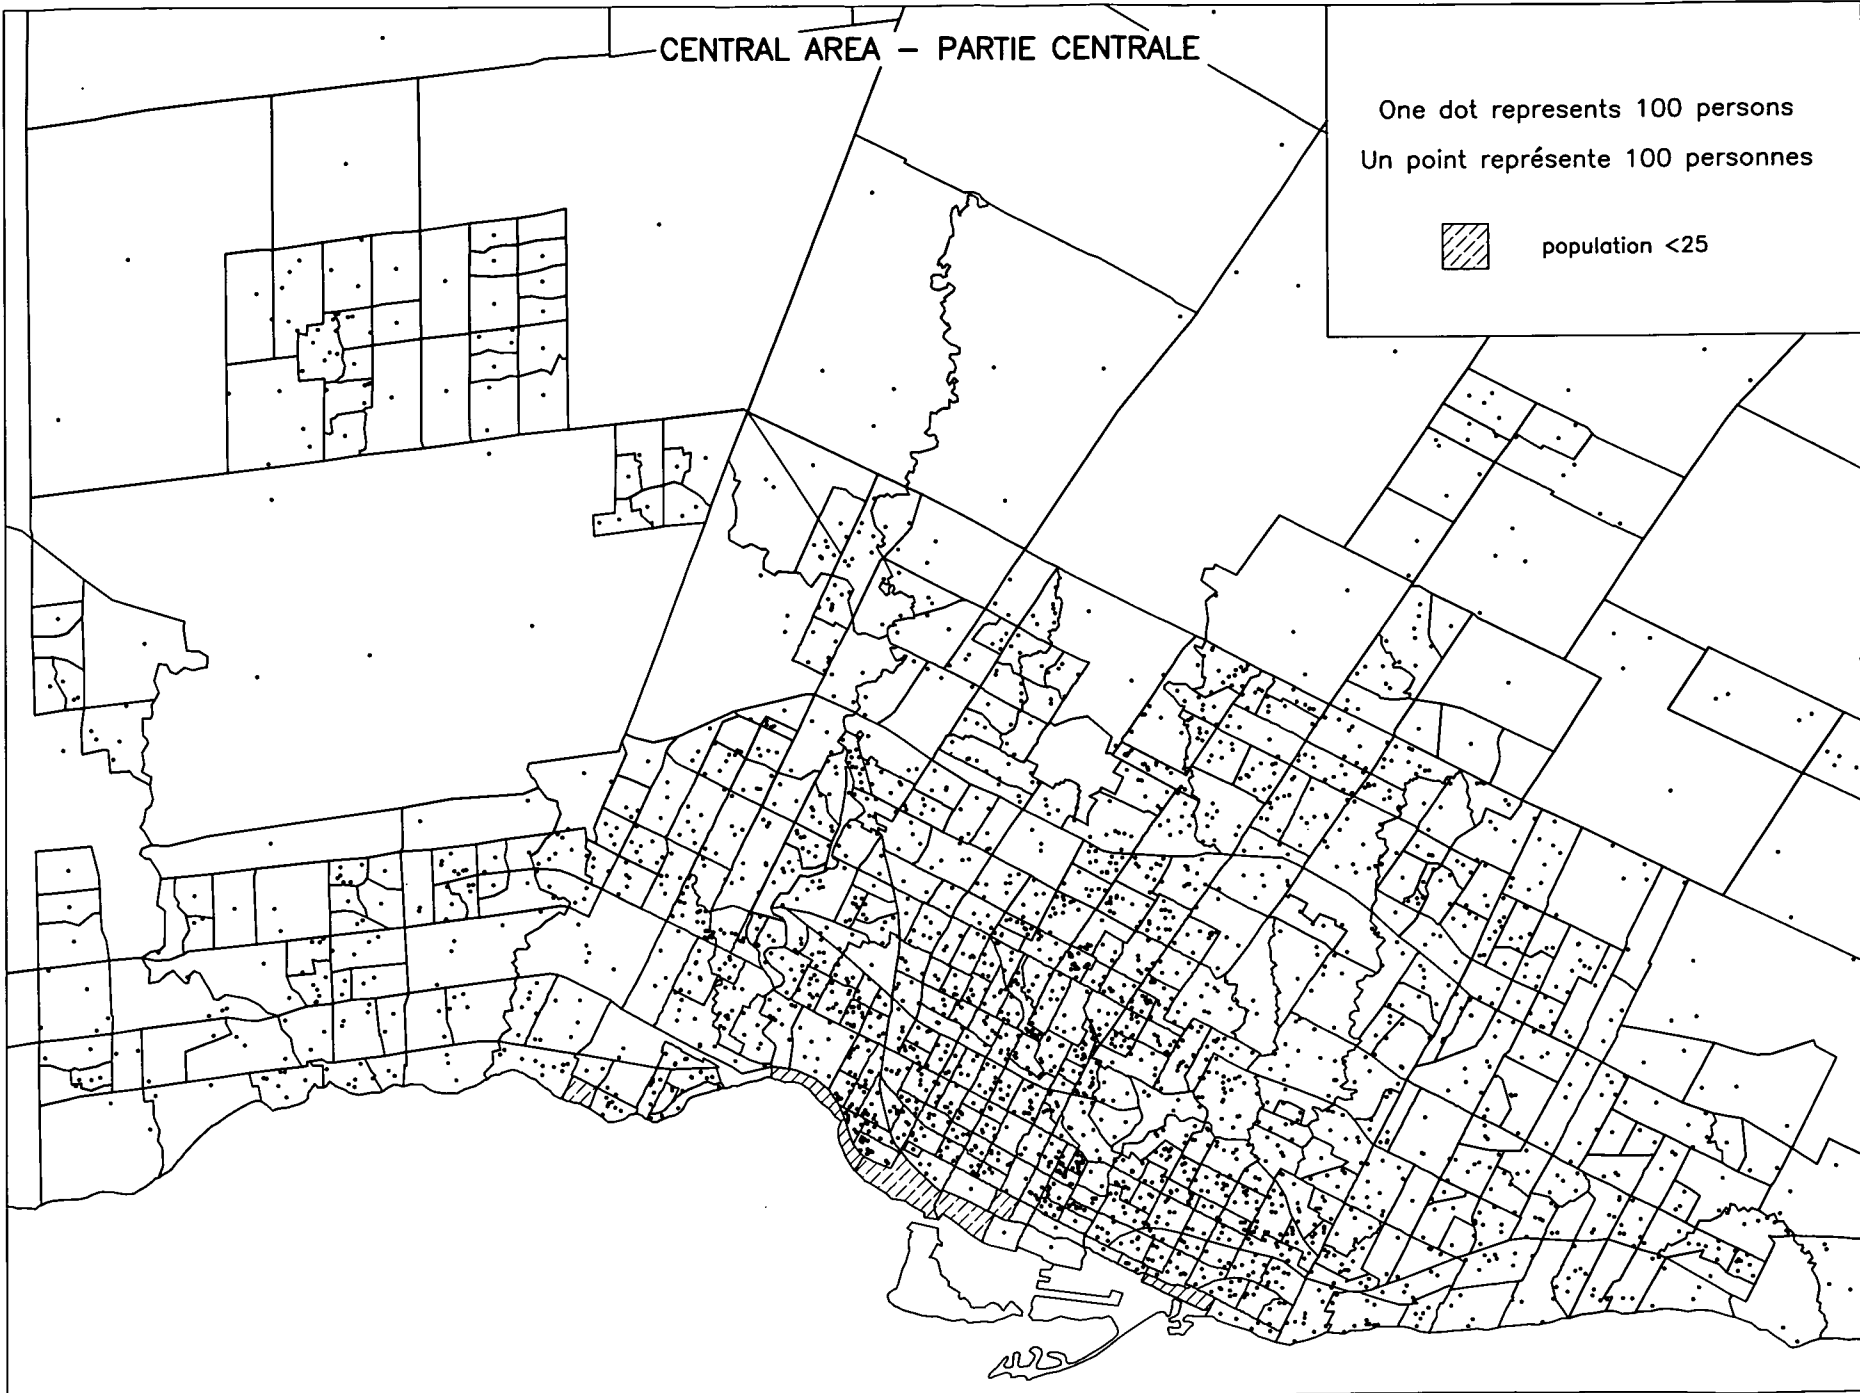 CENTRAL AREA – PARTIE CENTRALE
One dot represents 100 persons
Un point représente 100 personnes
population <25